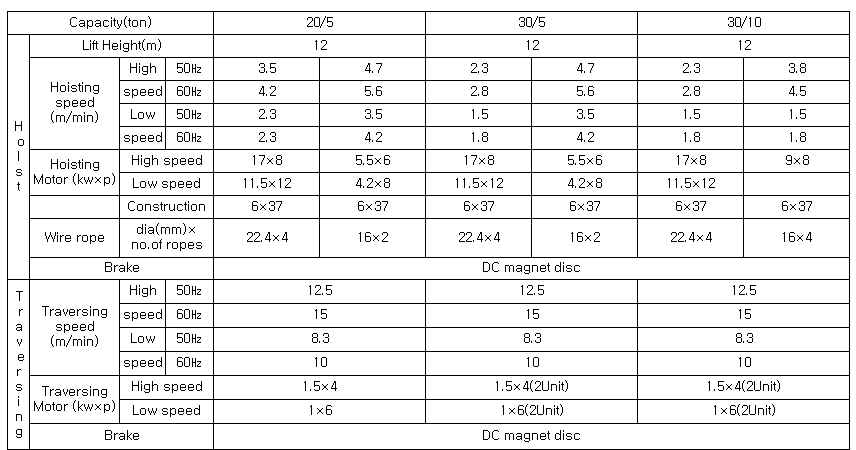 Capacity(ton) 20/5 30/5 30/10
Lift Height(m) 12 12 12
Holst
Hoisting speed (m/min)
High 50Hz 3.5 4.7 2.3 4.7 2.3 3.8
speed 60Hz 4.2 5.6 2.8 5.6 2.8 4.5
Low 50Hz 2.3 3.5 1.5 3.5 1.5 1.5
speed 60Hz 2.3 4.2 1.8 4.2 1.8 1.8
Hoisting Motor (kw×p)
High speed 17×8 5.5×6 17×8 5.5×6 17×8 9×8
Low speed 11.5×12 4.2×8 11.5×12 4.2×8 11.5×12
Wire rope
Construction 6×37 6×37 6×37 6×37 6×37 6×37
dia(mm)×
no.of ropes 22.4×4 16×2 22.4×4 16×2 22.4×4 16×4
Brake DC magnet disc
Traversing
Traversing speed (m/min)
High 50Hz 12.5 12.5 12.5
speed 60Hz 15 15 15
Low 50Hz 8.3 8.3 8.3
speed 60Hz 10 10 10
Traversing Motor (kw×p)
High speed 1.5×4 1.5×4(2Unit) 1.5×4(2Unit)
Low speed 1×6 1×6(2Unit) 1×6(2Unit)
Brake DC magnet disc